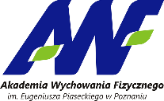 AWF
Akademia Wychowania Fizycznego
im. Eugeniusza Piaseckiego w Poznaniu